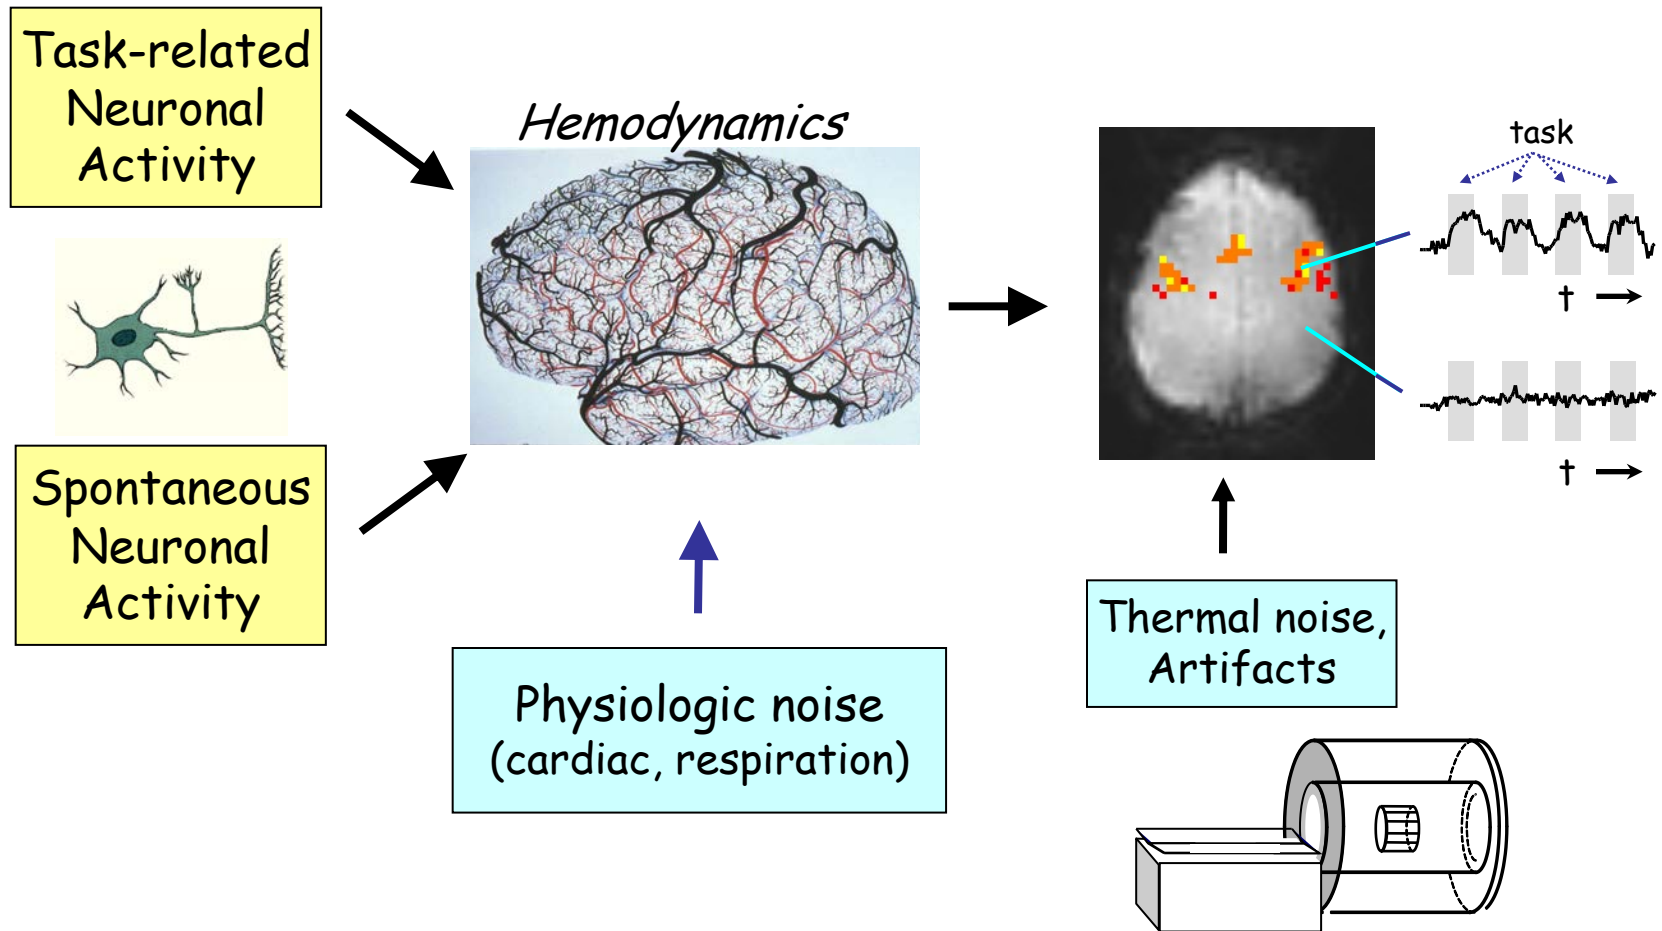 Task-related
Neuronal
Activity
Hemodynamics
task
t
t
Spontaneous
Neuronal
Activity
Physiologic noise
(cardiac, respiration)
Thermal noise,
Artifacts